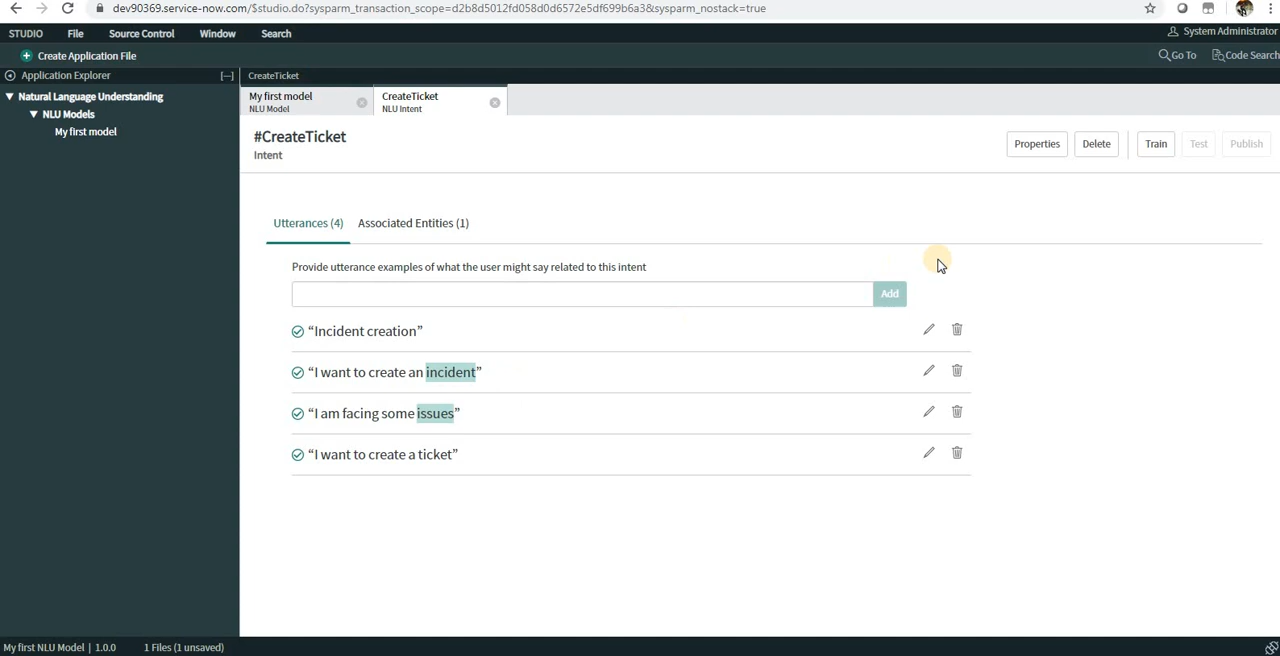 dev90369.service-now.com/$studio.do?sysparm_transaction_scope=d2b8d5012fd058d0d6572e5df699b6a3&sysparm_nostack=true
STUDIO File Source Control Window Search System Administrator
Create Application File Go To Code Search
Application Explorer [—] CreateTicket
Natural Language Understanding
NLU Models
My first model
My first model
NLU Model
CreateTicket
NLU Intent
#CreateTicket
Intent
Properties Delete Train Test Publish
Utterances (4) Associated Entities (1)
Provide utterance examples of what the user might say related to this intent
Add
“Incident creation”
“I want to create an incident”
“I am facing some issues”
“I want to create a ticket”
My first NLU Model | 1.0.0 1 Files (1 unsaved)